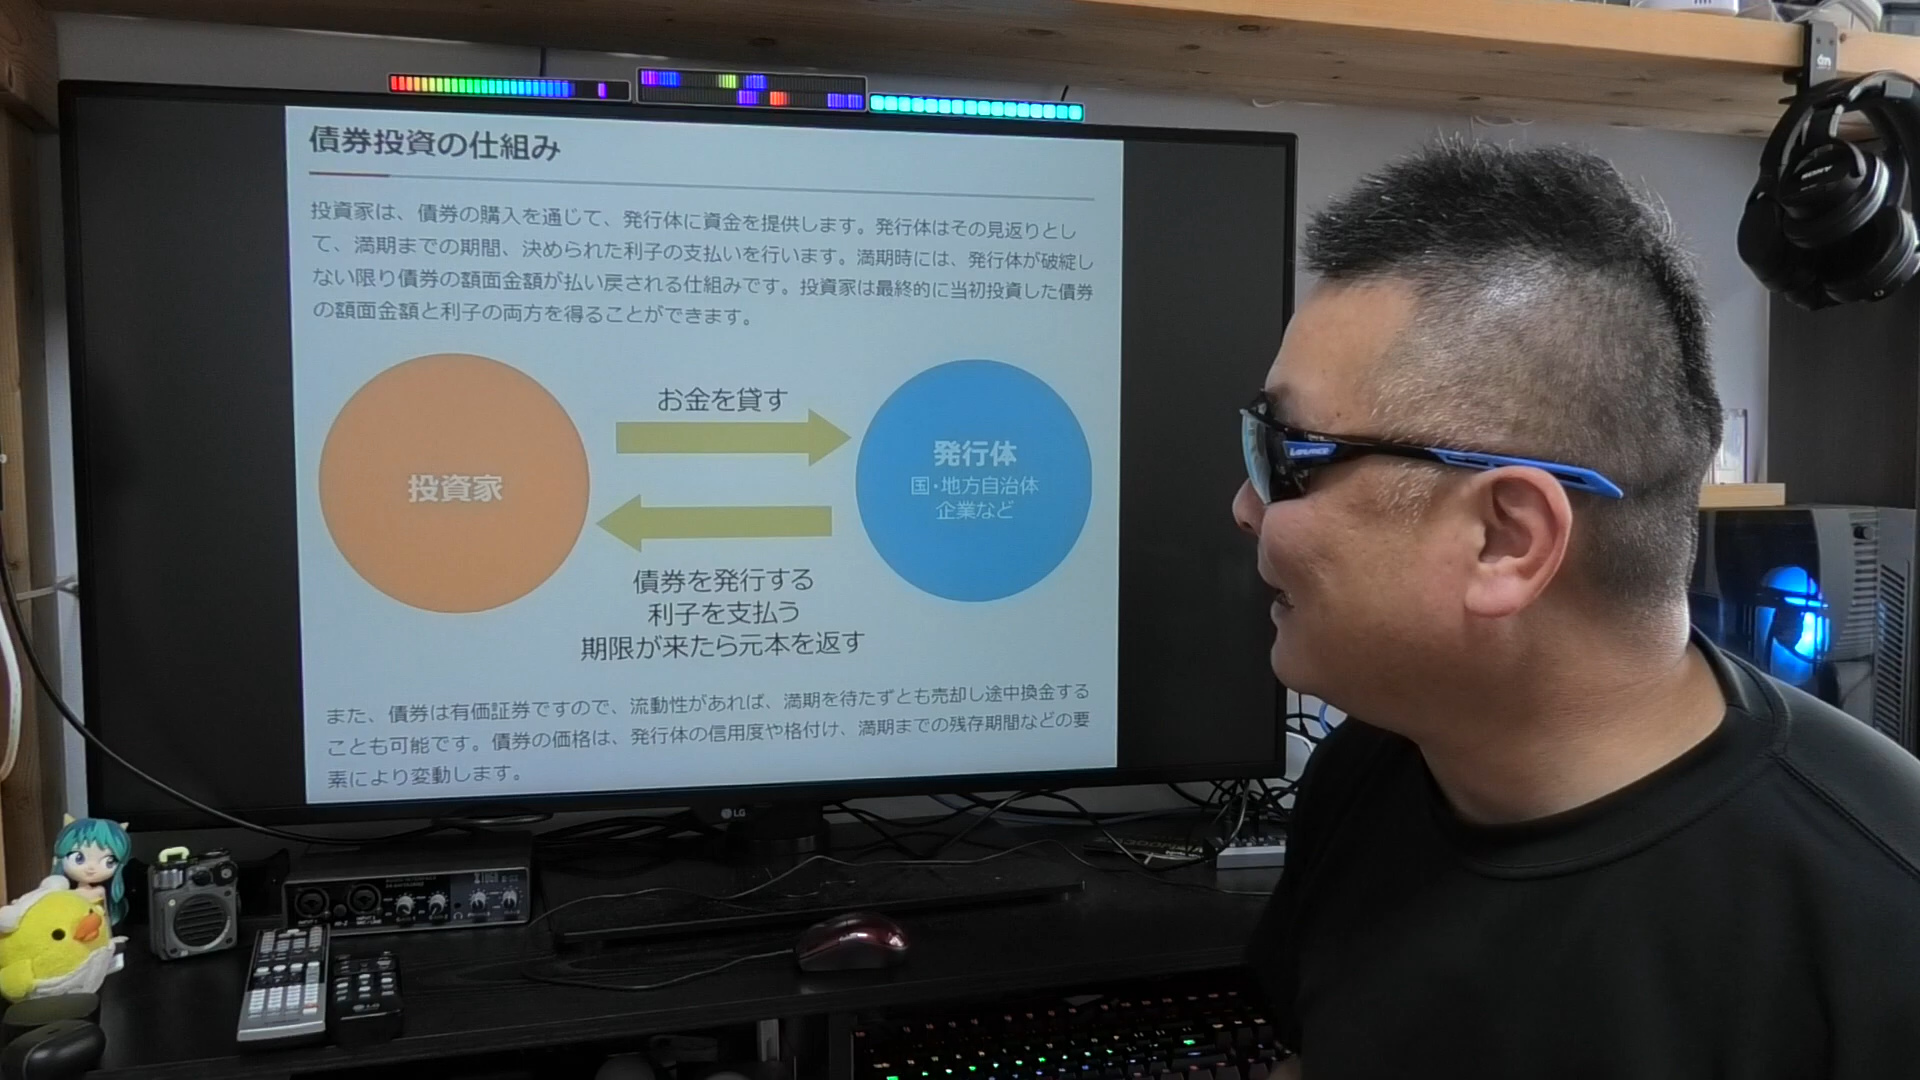 債券投資の仕組み
投資家は、債券の購入を通じて、発行体に資金を提供します。発行体はその見返りとし
て、満期までの期間、決められた利子の支払いを行います。満期時には、発行体が破綻し
ない限り債券の額面金額が払い戻される仕組みです。投資家は最終的に当初投資した債券
の額面金額と利子の両方を得ることができます。
お金を貸す
投資家
発行体
国・地方自治体
企業など
債券を発行する
利子を支払う
期限が来たら元本を返す
また、債券は有価証券ですので、流動性があれば、満期を待たずとも売却し途中換金する
ことも可能です。債券の価格は、発行体の信用度や格付け、満期までの残存期間などの要
素により変動します。
LG
SONY